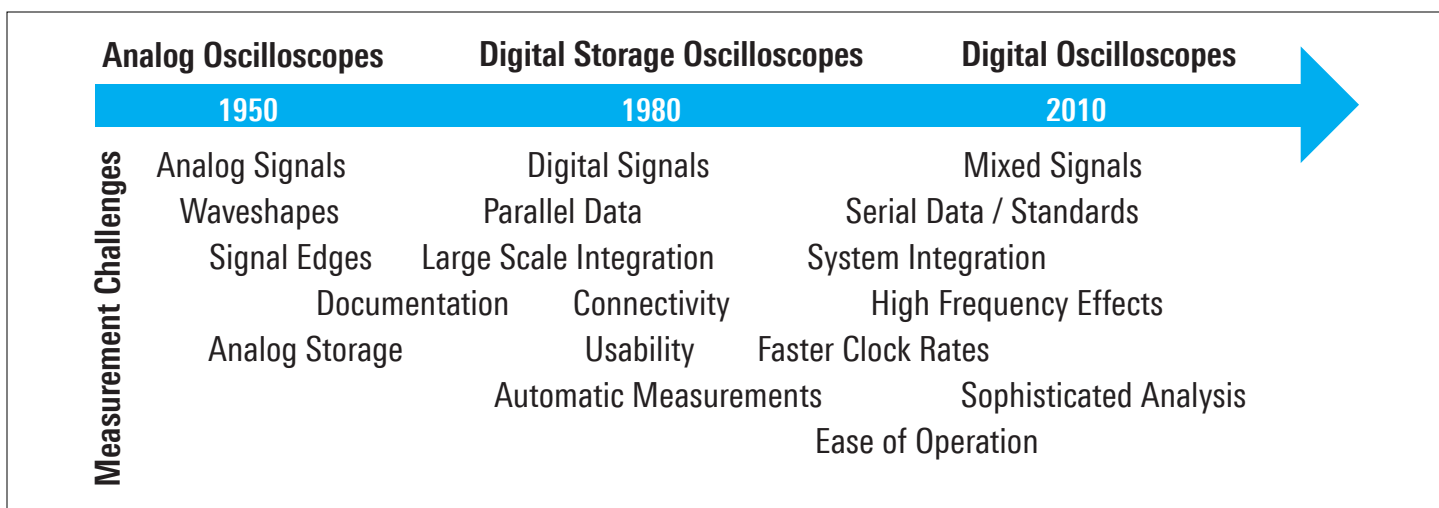 Analog Oscilloscopes Digital Storage Oscilloscopes Digital Oscilloscopes
1950 1980 2010
Measurement Challenges
Analog Signals Digital Signals Mixed Signals
Waveshapes Parallel Data Serial Data / Standards
Signal Edges Large Scale Integration System Integration
Documentation Connectivity High Frequency Effects
Analog Storage Usability Faster Clock Rates
Automatic Measurements Sophisticated Analysis
Ease of Operation